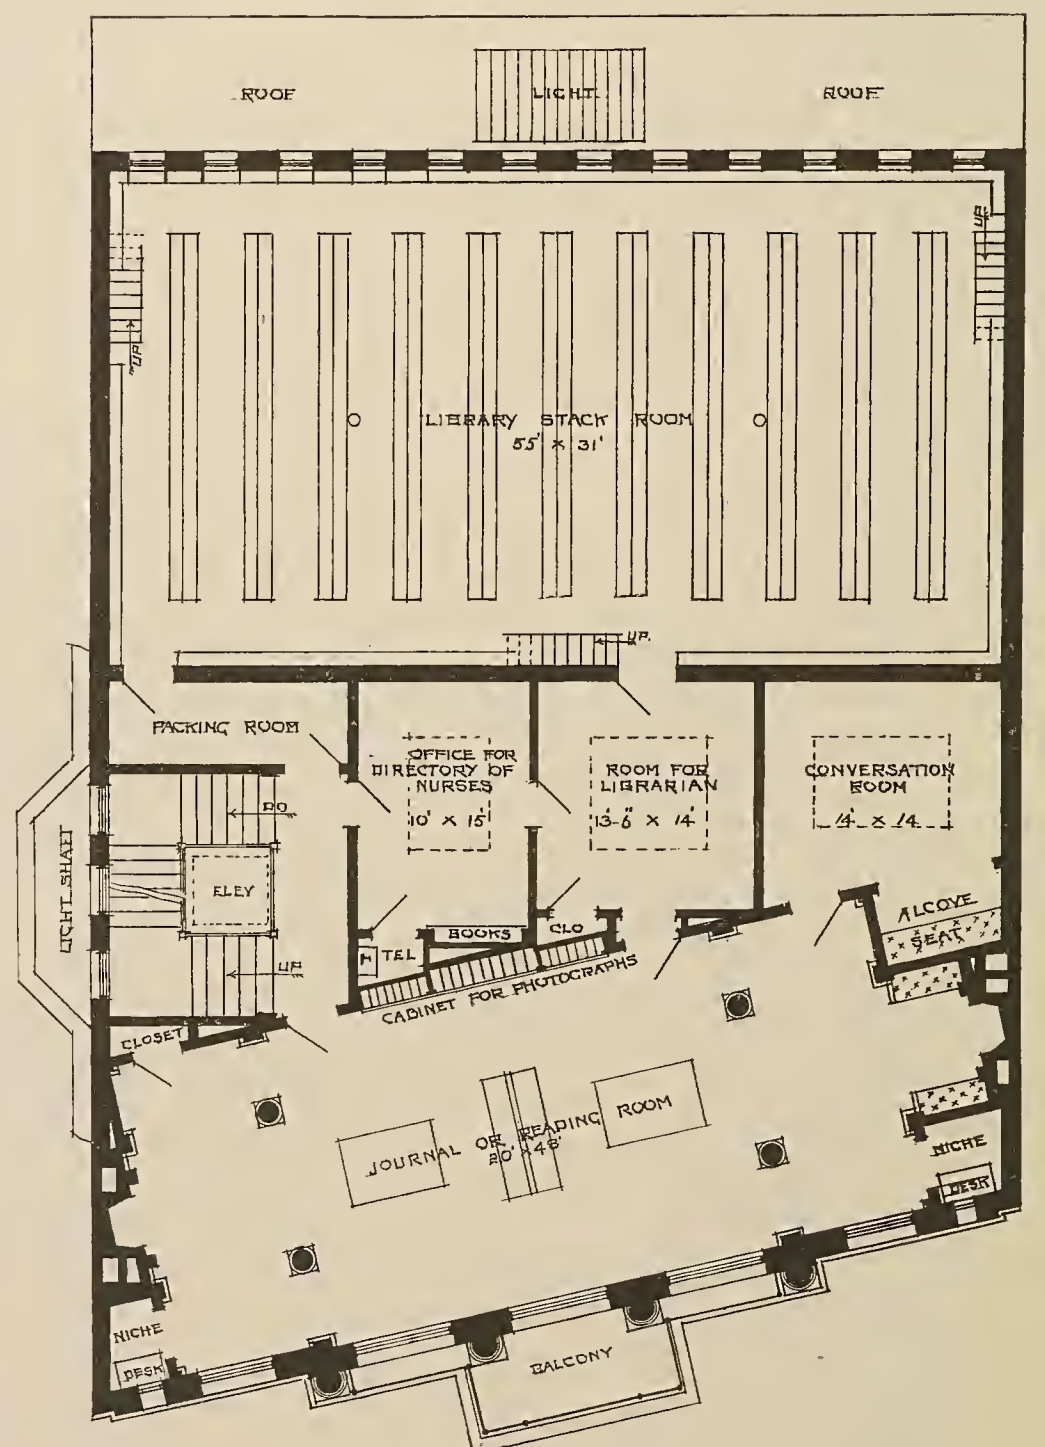 ROOF
LIGHT
ROOF
UP
UP
LIBRARY STACK ROOM
55' × 31'
UP.
PACKING ROOM
OFFICE FOR
DIRECTORY OF
NURSES
10' × 15'
ROOM FOR
LIBRARIAN
13'-6" × 14'
CONVERSATION
ROOM
14' × 14'
DO
LIGHT SHAFT
ELEV
UP
TEL
BOOKS
CLO
ALCOVE
SEAT
CABINET FOR PHOTOGRAPHS
CLOSET
JOURNAL OR READING ROOM
20' × 48'
NICHE
DESK
NICHE
DESK
BALCONY